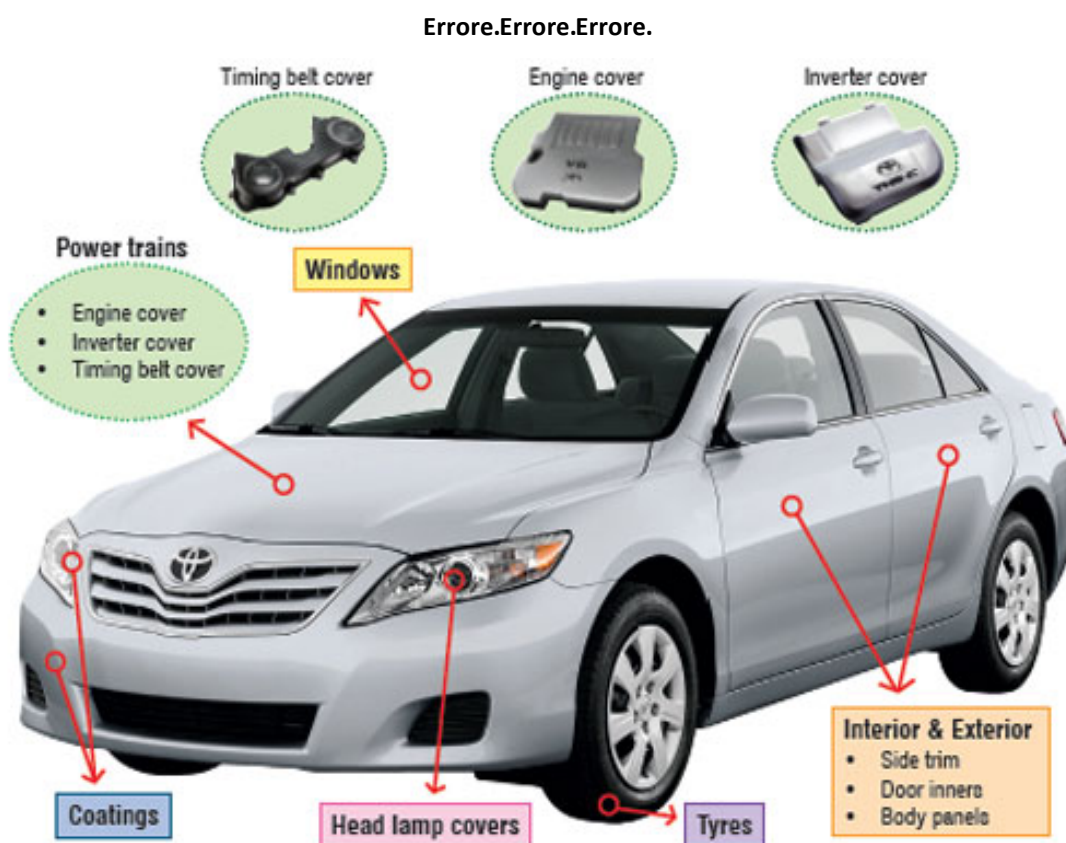 Errore.Errore.Errore.
Timing belt cover
Engine cover
Inverter cover
Power trains
• Engine cover
• Inverter cover
• Timing belt cover
Windows
Coatings
Head lamp covers
Tyres
Interior & Exterior
• Side trim
• Door inners
• Body panels